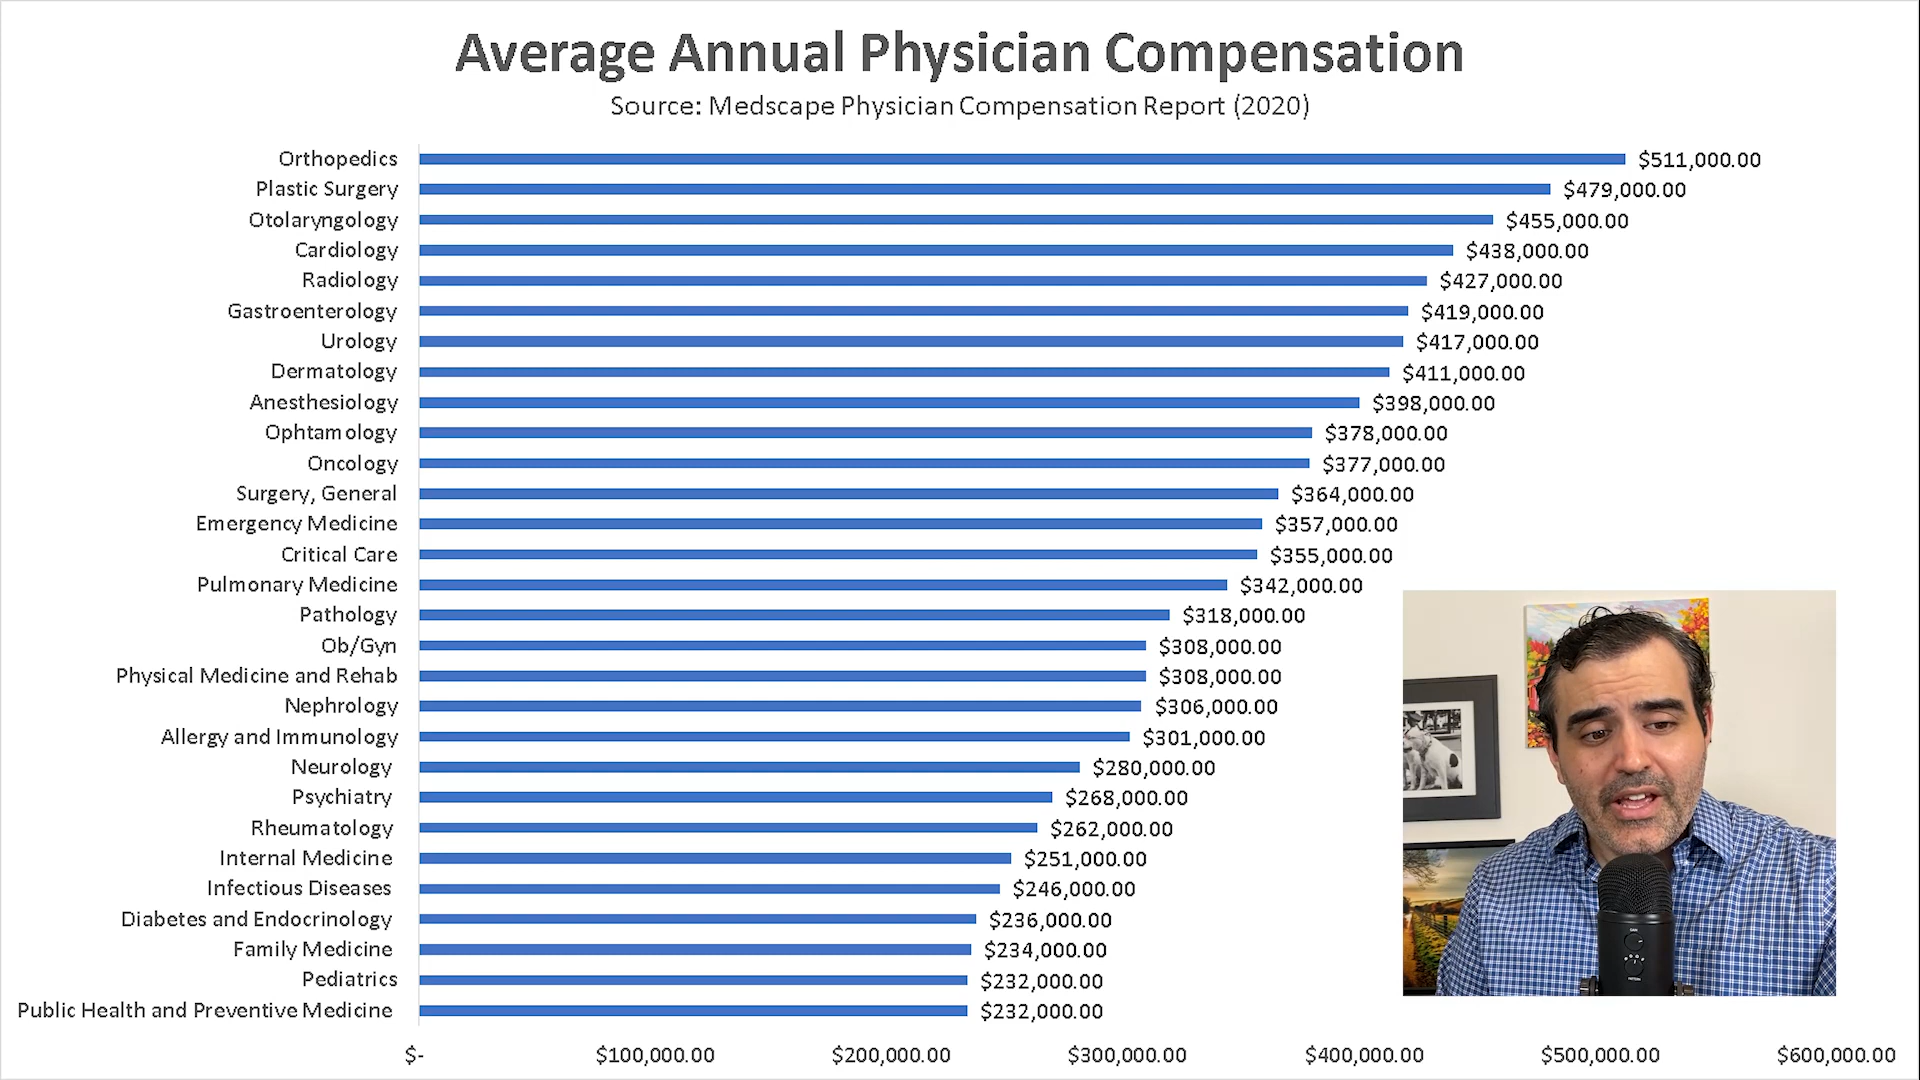 Average Annual Physician Compensation
Source: Medscape Physician Compensation Report (2020)
Orthopedics $511,000.00
Plastic Surgery $479,000.00
Otolaryngology $455,000.00
Cardiology $438,000.00
Radiology $427,000.00
Gastroenterology $419,000.00
Urology $417,000.00
Dermatology $411,000.00
Anesthesiology $398,000.00
Ophtamology $378,000.00
Oncology $377,000.00
Surgery, General $364,000.00
Emergency Medicine $357,000.00
Critical Care $355,000.00
Pulmonary Medicine $342,000.00
Pathology $318,000.00
Ob/Gyn $308,000.00
Physical Medicine and Rehab $308,000.00
Nephrology $306,000.00
Allergy and Immunology $301,000.00
Neurology $280,000.00
Psychiatry $268,000.00
Rheumatology $262,000.00
Internal Medicine $251,000.00
Infectious Diseases $246,000.00
Diabetes and Endocrinology $236,000.00
Family Medicine $234,000.00
Pediatrics $232,000.00
Public Health and Preventive Medicine $232,000.00
$- $100,000.00 $200,000.00 $300,000.00 $400,000.00 $500,000.00 $600,000.00